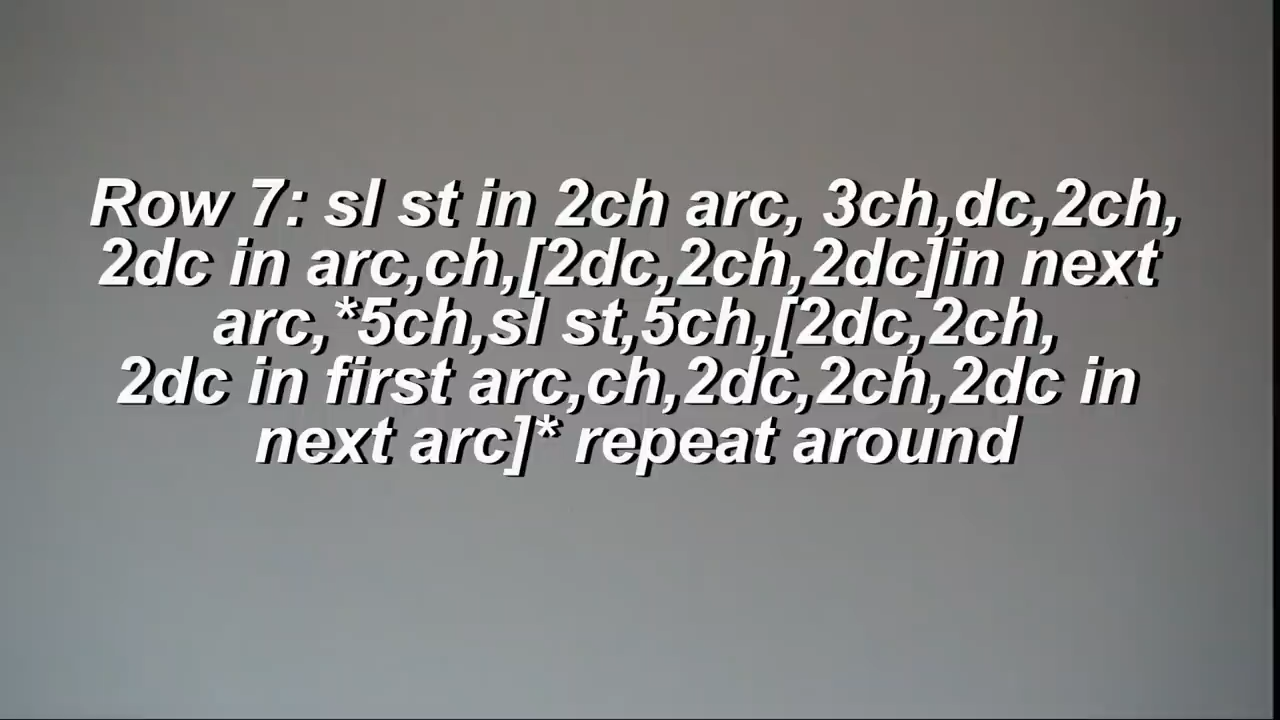 Row 7: sl st in 2ch arc, 3ch,dc,2ch,
2dc in arc,ch,[2dc,2ch,2dc]in next
arc,*5ch,sl st,5ch,[2dc,2ch,
2dc in first arc,ch,2dc,2ch,2dc in
next arc]* repeat around